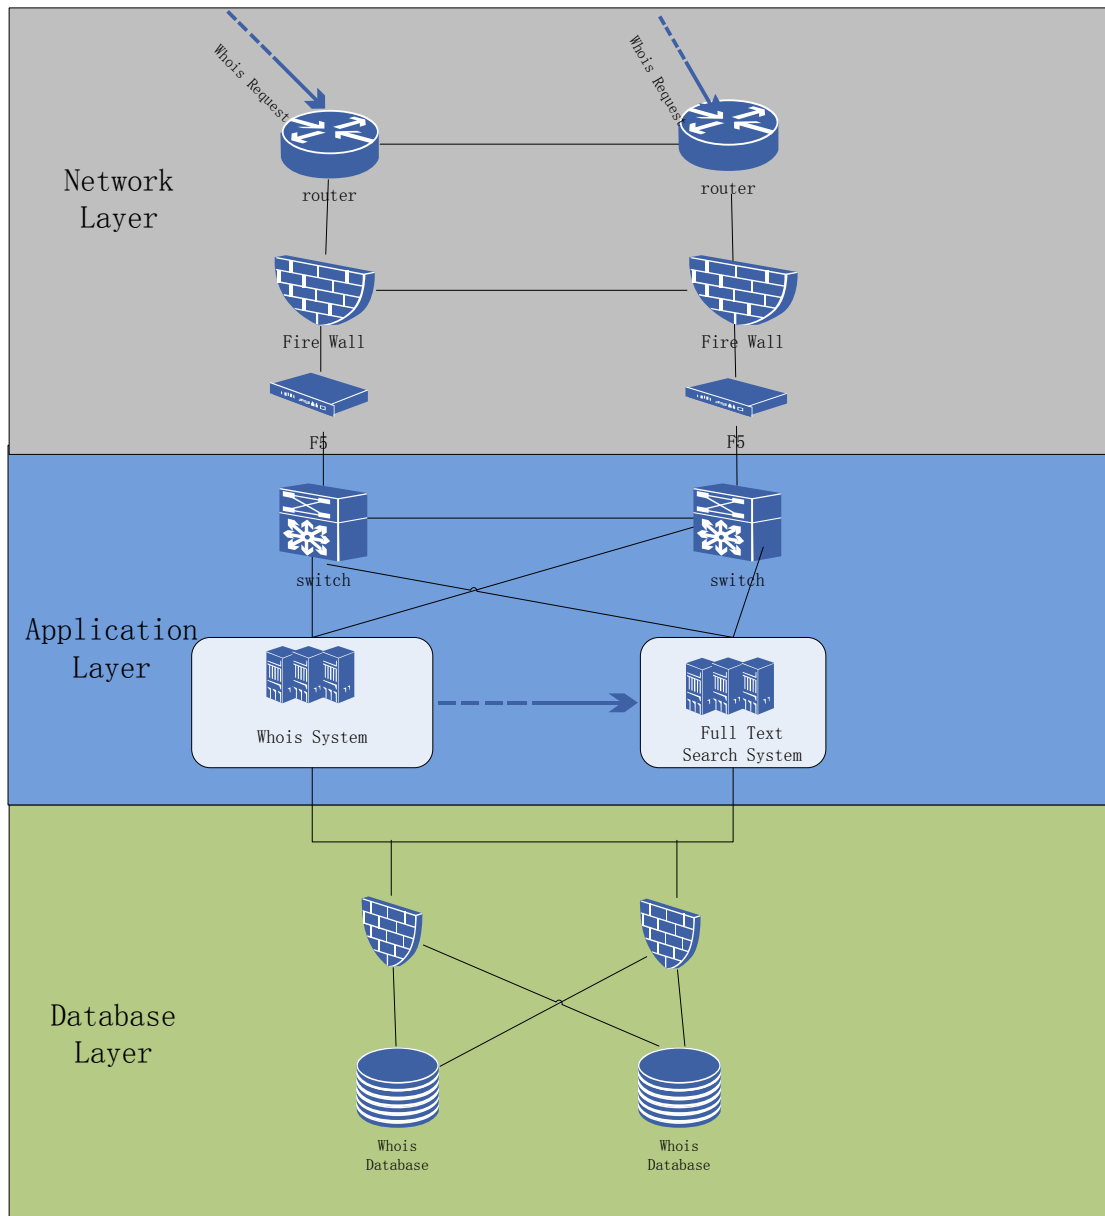 Whois Request
Whois Request
Network
Layer
router
router
Fire Wall
Fire Wall
F5
F5
switch
switch
Application
Layer
Whois System
Full Text
Search System
Database
Layer
Whois
Database
Whois
Database